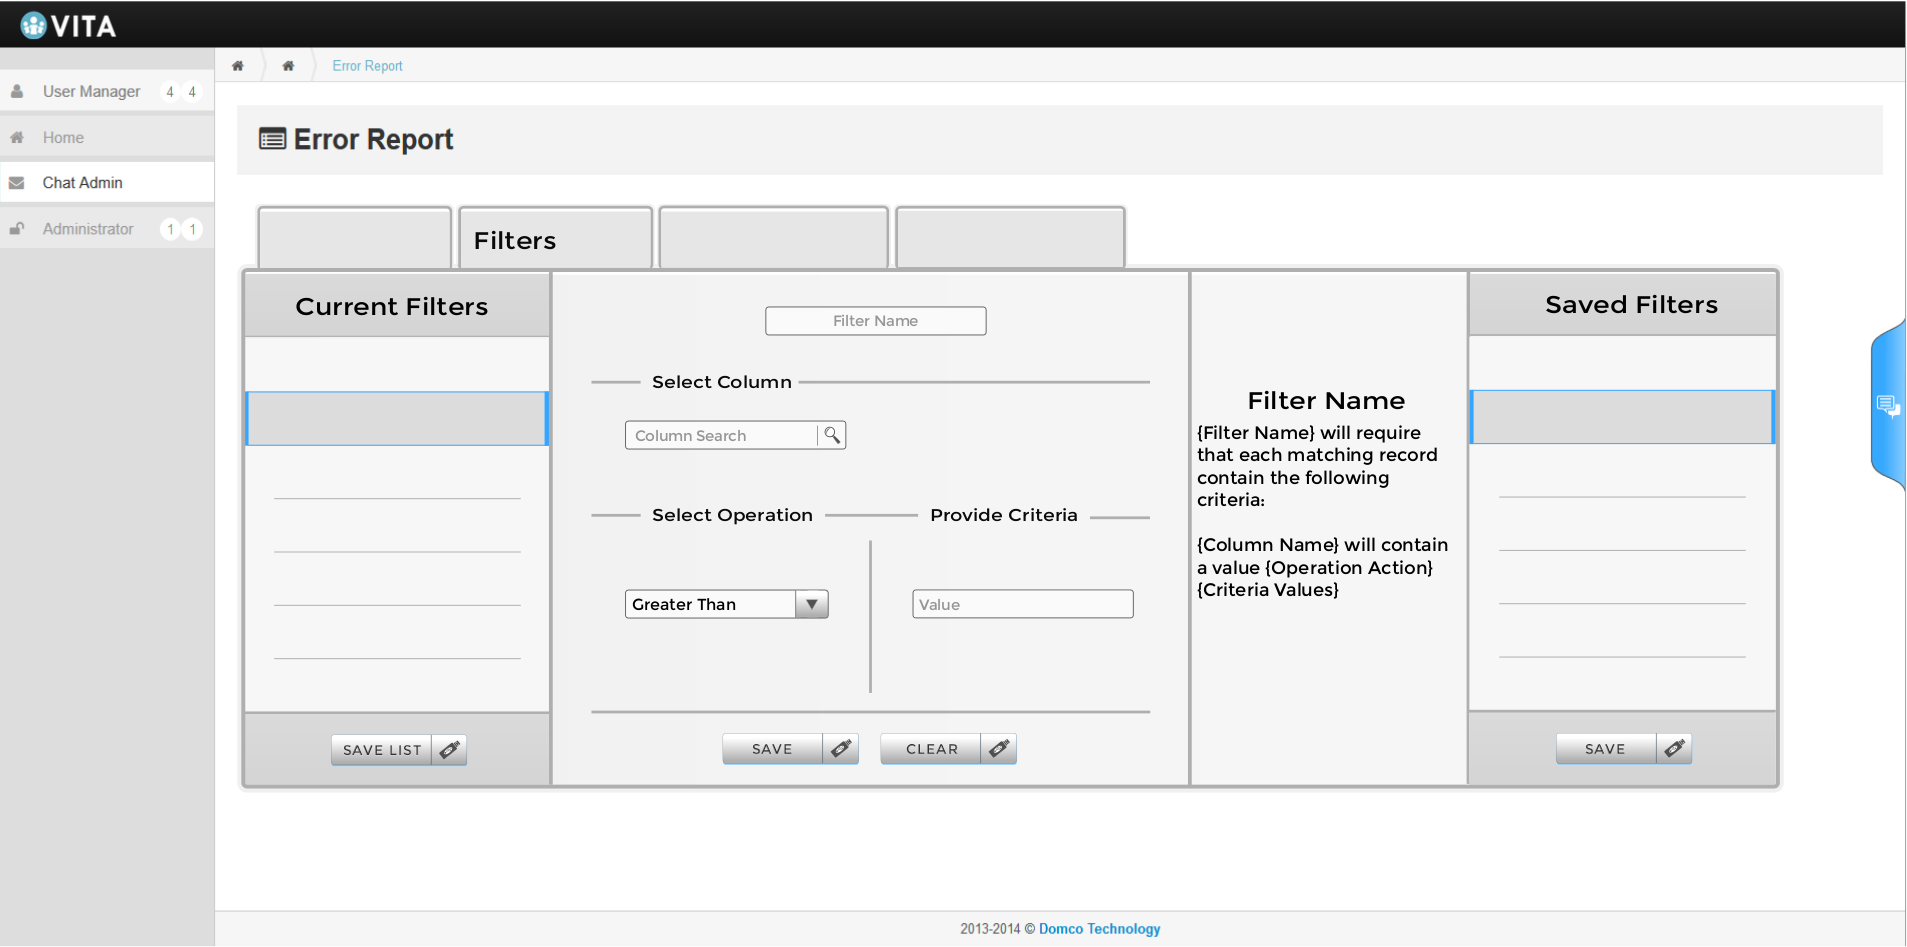 VITA
Error Report
User Manager 4 4
Home
Chat Admin
Administrator 1 1
Error Report
Filters
Current Filters
Filter Name
Select Column
Column Search
Select Operation
Provide Criteria
Greater Than
Value
Filter Name
{Filter Name} will require
that each matching record
contain the following
criteria:
{Column Name} will contain
a value {Operation Action}
{Criteria Values}
Saved Filters
SAVE LIST
SAVE
CLEAR
SAVE
2013-2014 © Domco Technology